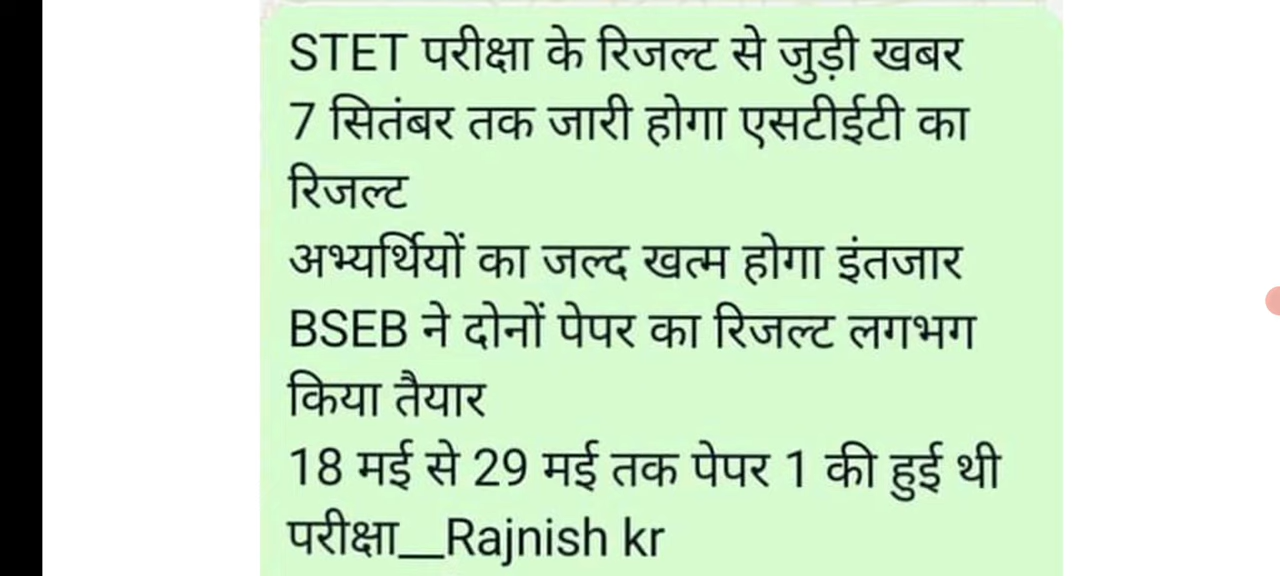 STET परीक्षा के रिजल्ट से जुड़ी खबर
7 सितंबर तक जारी होगा एसटीईटी का
रिजल्ट
अभ्यर्थियों का जल्द खत्म होगा इंतजार
BSEB ने दोनों पेपर का रिजल्ट लगभग
किया तैयार
18 मई से 29 मई तक पेपर 1 की हुई थी
परीक्षा__Rajnish kr